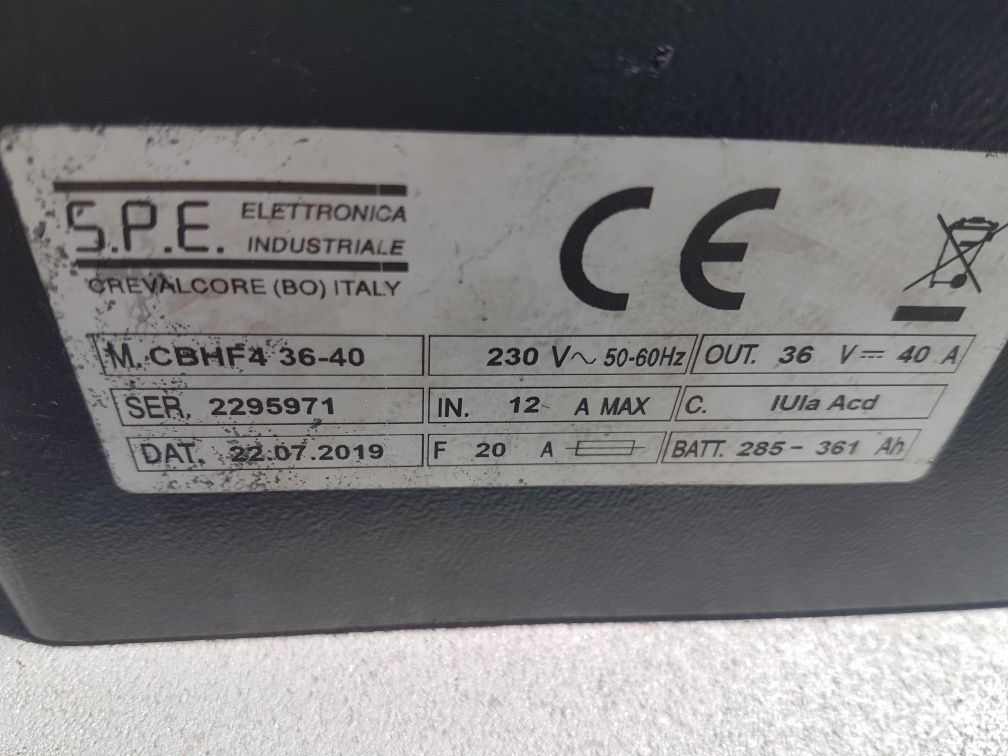 S.P.E. ELETTRONICA
INDUSTRIALE
CREVALCORE (BO) ITALY
CE
M. CBHF4 36-40 230 V~ 50-60Hz OUT. 36 V⎓ 40 A
SER. 2295971 IN. 12 A MAX C. IUIa Acd
DAT. 22.07.2019 F 20 A BATT. 285 - 361 Ah